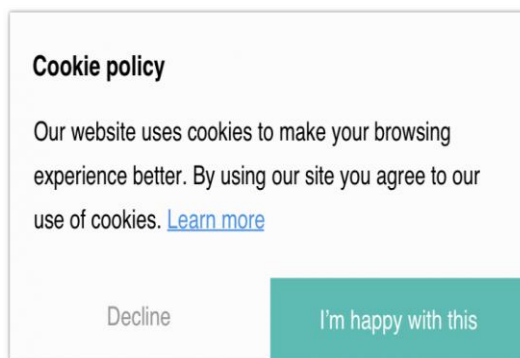 Cookie policy
Our website uses cookies to make your browsing
experience better. By using our site you agree to our
use of cookies. Learn more
Decline
I'm happy with this